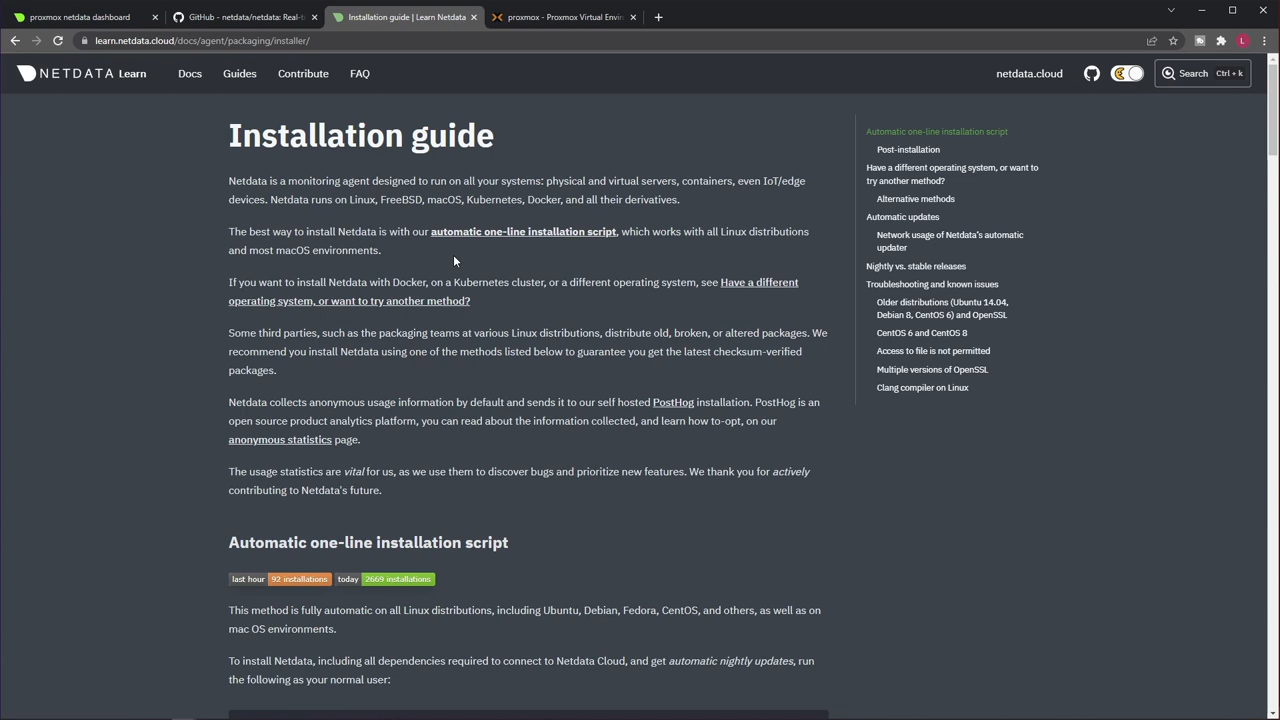 proxmox netdata dashboard
GitHub - netdata/netdata: Real-t
Installation guide | Learn Netdata
proxmox - Proxmox Virtual Envir
learn.netdata.cloud/docs/agent/packaging/installer/
L
NETDATA Learn
Docs
Guides
Contribute
FAQ
netdata.cloud
Search
Ctrl + k
Installation guide
Netdata is a monitoring agent designed to run on all your systems: physical and virtual servers, containers, even IoT/edge
devices. Netdata runs on Linux, FreeBSD, macOS, Kubernetes, Docker, and all their derivatives.
The best way to install Netdata is with our automatic one-line installation script, which works with all Linux distributions
and most macOS environments.
If you want to install Netdata with Docker, on a Kubernetes cluster, or a different operating system, see Have a different
operating system, or want to try another method?
Some third parties, such as the packaging teams at various Linux distributions, distribute old, broken, or altered packages. We
recommend you install Netdata using one of the methods listed below to guarantee you get the latest checksum-verified
packages.
Netdata collects anonymous usage information by default and sends it to our self hosted PostHog installation. PostHog is an
open source product analytics platform, you can read about the information collected, and learn how to-opt, on our
anonymous statistics page.
The usage statistics are vital for us, as we use them to discover bugs and prioritize new features. We thank you for actively
contributing to Netdata's future.
Automatic one-line installation script
last hour 92 installations today 2669 installations
This method is fully automatic on all Linux distributions, including Ubuntu, Debian, Fedora, CentOS, and others, as well as on
mac OS environments.
To install Netdata, including all dependencies required to connect to Netdata Cloud, and get automatic nightly updates, run
the following as your normal user:
Automatic one-line installation script
Post-installation
Have a different operating system, or want to
try another method?
Alternative methods
Automatic updates
Network usage of Netdata's automatic
updater
Nightly vs. stable releases
Troubleshooting and known issues
Older distributions (Ubuntu 14.04,
Debian 8, CentOS 6) and OpenSSL
CentOS 6 and CentOS 8
Access to file is not permitted
Multiple versions of OpenSSL
Clang compiler on Linux